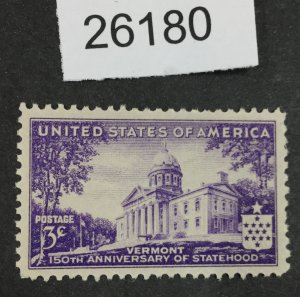 26180
UNITED STATES OF AMERICA
POSTAGE
3¢
VERMONT
150TH ANNIVERSARY OF STATEHOOD